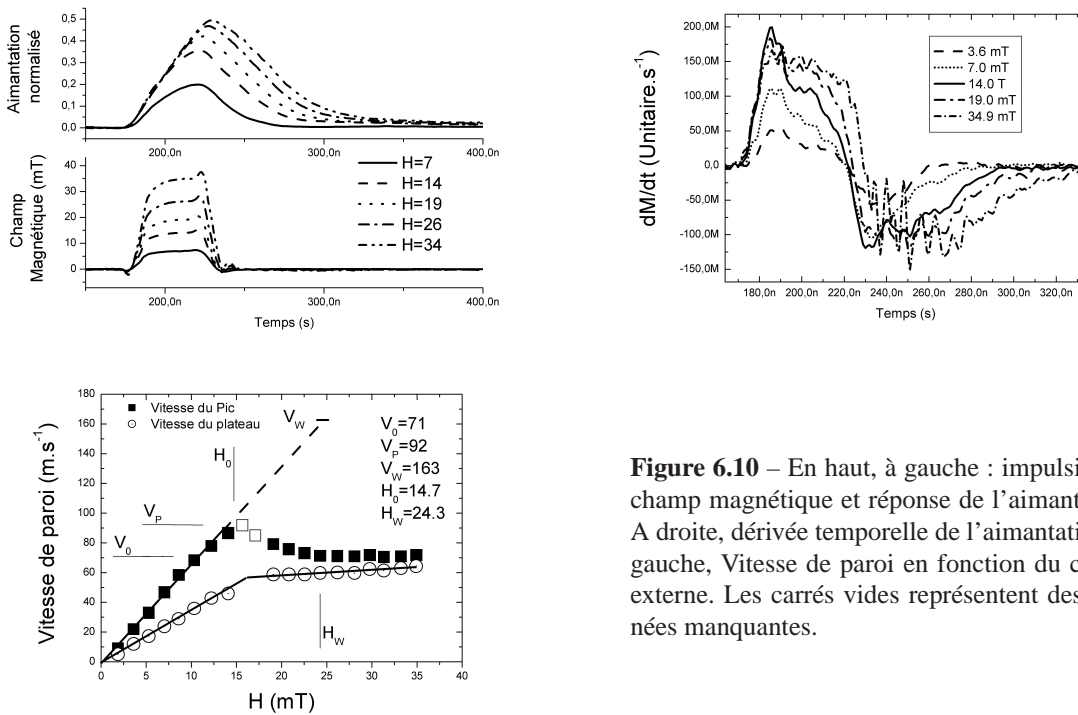 Aimantation
normalisé
0,5
0,4
0,3
0,2
0,1
0,0
200,0n 300,0n 400,0n
Champ
Magnétique (mT)
40
30
20
10
0
H=7
H=14
H=19
H=26
H=34
200,0n 300,0n 400,0n
Temps (s)
dM/dt (Unitaire.s-1)
200,0M
150,0M
100,0M
50,0M
0,0
-50,0M
-100,0M
-150,0M
3.6 mT
7.0 mT
14.0 T
19.0 mT
34.9 mT
180,0n 200,0n 220,0n 240,0n 260,0n 280,0n 300,0n 320,0n
Temps (s)
Vitesse de paroi (m.s-1)
180
160
140
120
100
80
60
40
20
0
Vitesse du Pic
Vitesse du plateau
VW
H0
VP
V0
HW
V0=71
VP=92
VW=163
H0=14.7
HW=24.3
0 5 10 15 20 25 30 35 40
H (mT)
Figure 6.10 – En haut, à gauche : impulsi
champ magnétique et réponse de l'aimant
A droite, dérivée temporelle de l'aimantati
gauche, Vitesse de paroi en fonction du c
externe. Les carrés vides représentent des
nées manquantes.